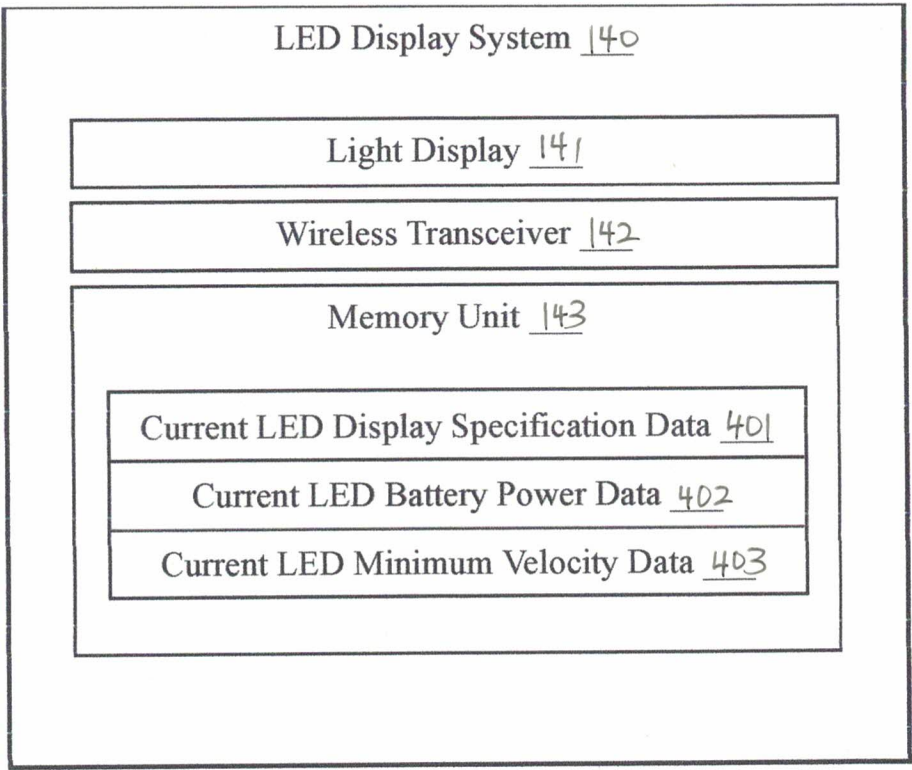 LED Display System 140
Light Display 141
Wireless Transceiver 142
Memory Unit 143
Current LED Display Specification Data 401
Current LED Battery Power Data 402
Current LED Minimum Velocity Data 403